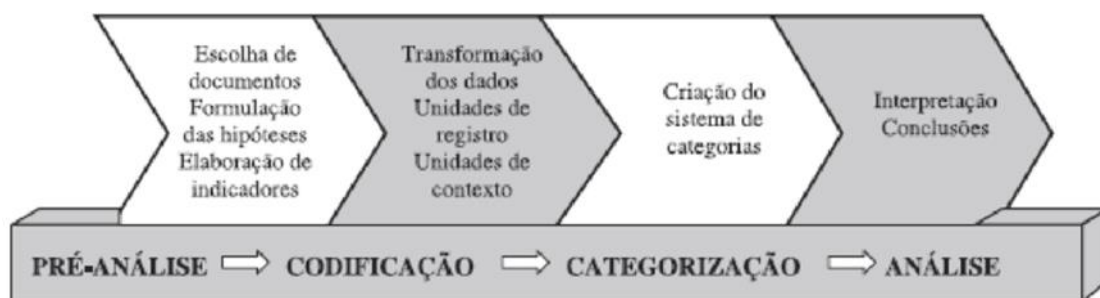 Escolha de
documentos
Formulação
das hipóteses
Elaboração de
indicadores
Transformação
dos dados
Unidades de
registro
Unidades de
contexto
Criação do
sistema de
categorias
Interpretação
Conclusões
PRÉ-ANÁLISE
CODIFICAÇÃO
CATEGORIZAÇÃO
ANÁLISE